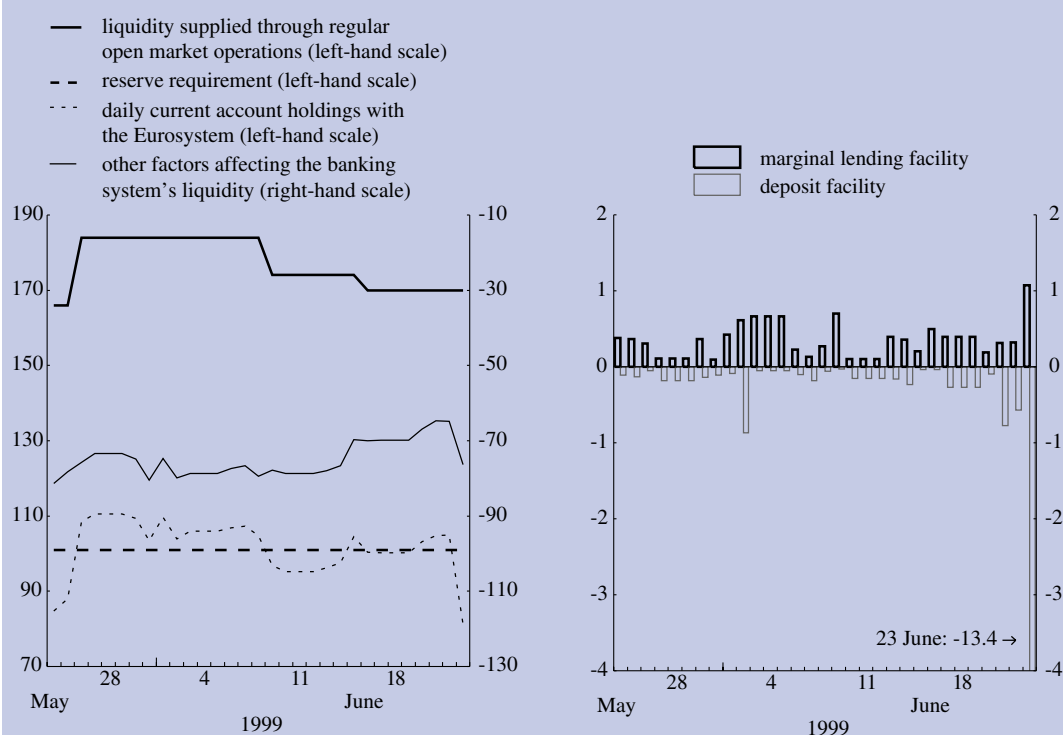 liquidity supplied through regular
open market operations (left-hand scale)
reserve requirement (left-hand scale)
daily current account holdings with
the Eurosystem (left-hand scale)
other factors affecting the banking
system's liquidity (right-hand scale)
190 -10
170 -30
150 -50
130 -70
110 -90
90 -110
70 -130
28 4 11 18
May June
1999
marginal lending facility
deposit facility
2 2
1 1
0 0
-1 -1
-2 -2
-3 -3
23 June: -13.4 →
-4 -4
28 4 11 18
May June
1999